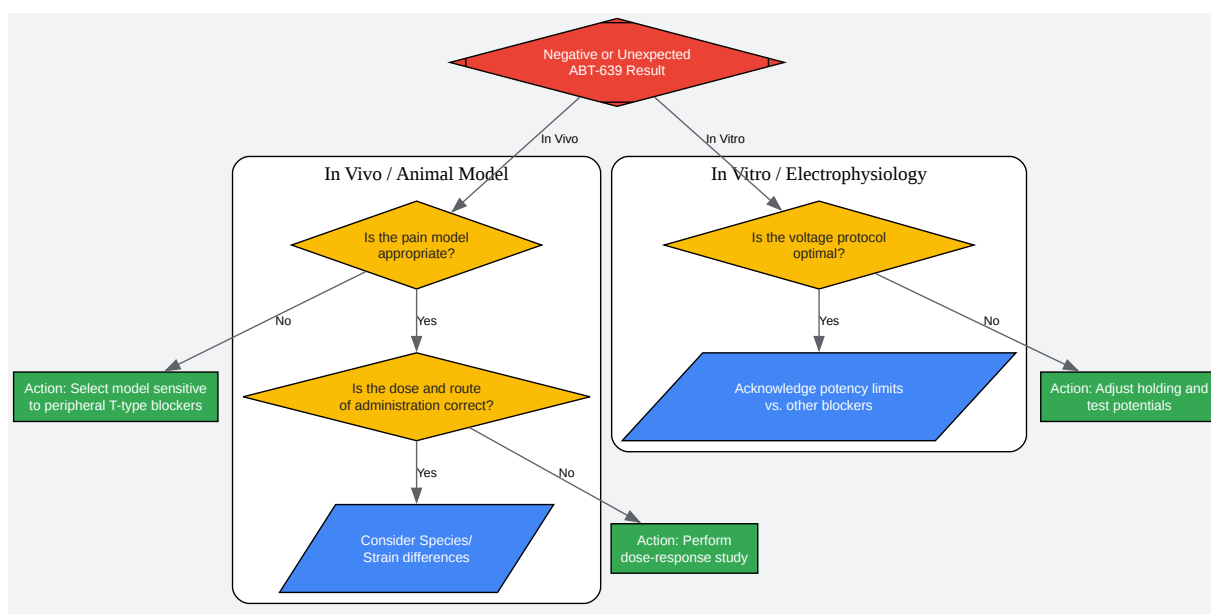 Negative or Unexpected
ABT-639 Result
In Vivo
In Vitro
In Vivo / Animal Model
In Vitro / Electrophysiology
Is the pain model
appropriate?
Is the voltage protocol
optimal?
No
Yes
Yes
No
Action: Select model sensitive
to peripheral T-type blockers
Is the dose and route
of administration correct?
Acknowledge potency limits
vs. other blockers
Action: Adjust holding and
test potentials
Yes
No
Consider Species/
Strain differences
Action: Perform
dose-response study